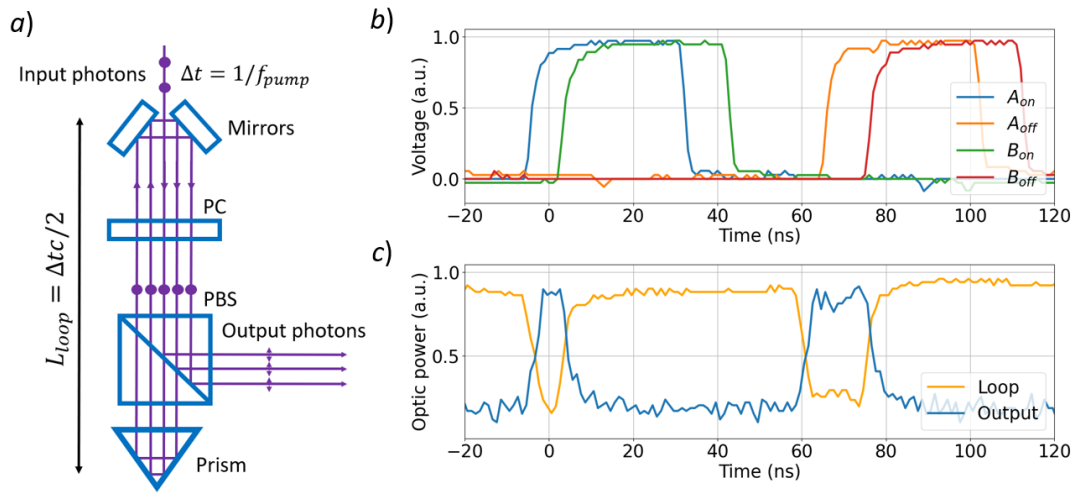 a)
Input photons
Δt = 1/f_pump
Mirrors
PC
PBS
Output photons
L_loop = Δtc/2
Prism
b)
Voltage (a.u.)
1.0
0.5
0.0
A_on
A_off
B_on
B_off
−20 0 20 40 60 80 100 120
Time (ns)
c)
Optic power (a.u.)
1.0
0.5
0.0
Loop
Output
−20 0 20 40 60 80 100 120
Time (ns)